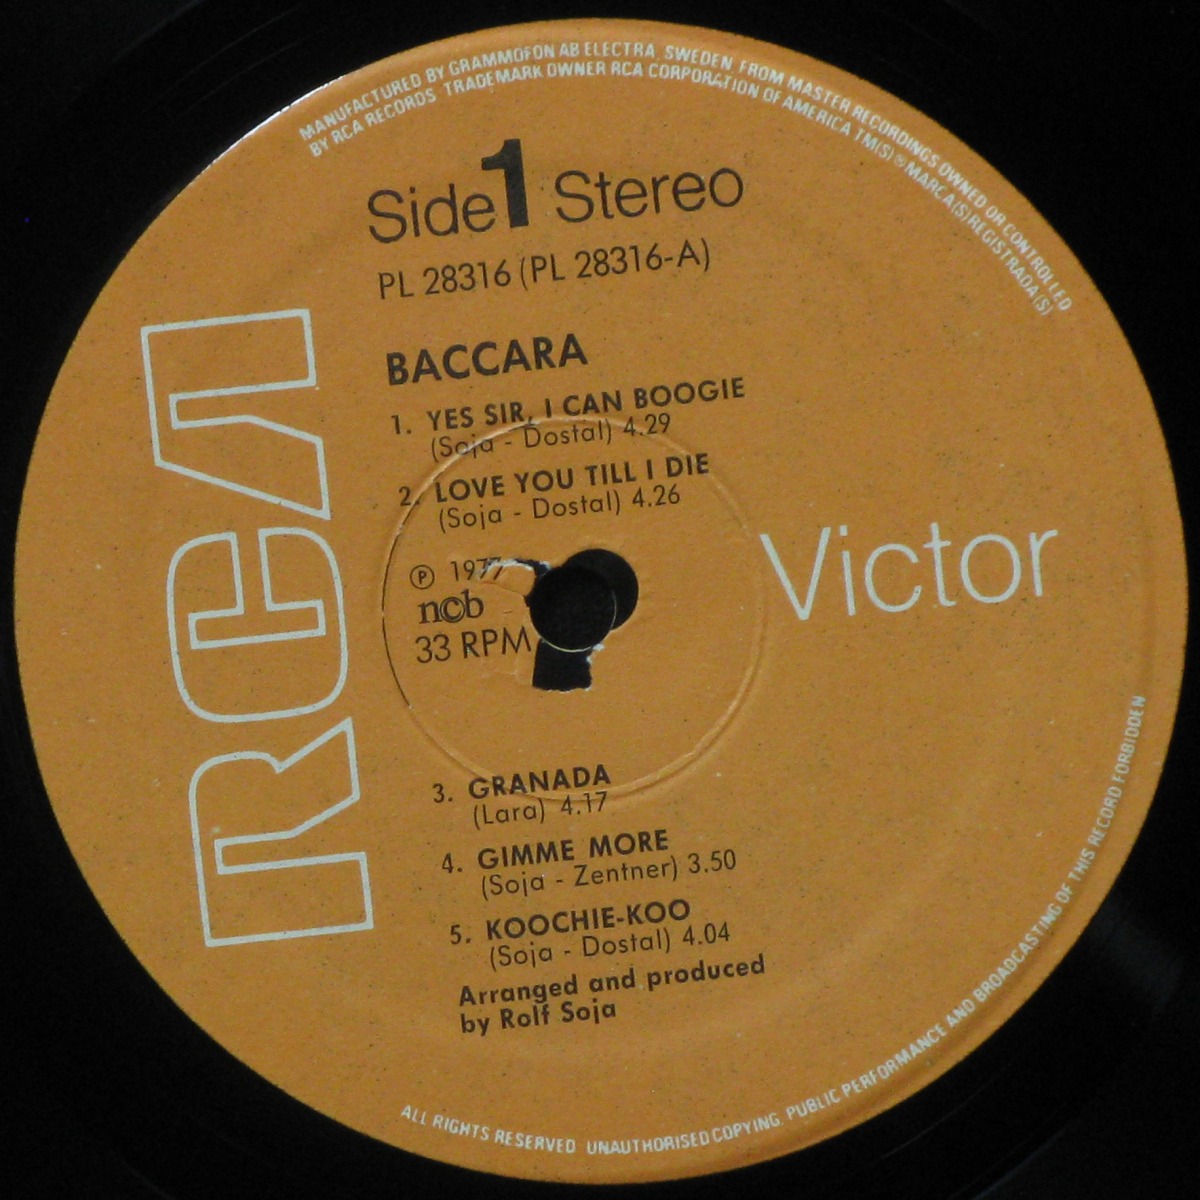 MANUFACTURED BY GRAMMOFON AB ELECTRA, SWEDEN FROM MASTER RECORDINGS OWNED OR CONTROLLED
BY RCA RECORDS TRADEMARK OWNER RCA CORPORATION OF AMERICA TM(S) ® MARCA(S) REGISTRADA(S)
Side 1 Stereo
PL 28316 (PL 28316-A)
BACCARA
1. YES SIR, I CAN BOOGIE
(Soja - Dostal) 4.29
2. LOVE YOU TILL I DIE
(Soja - Dostal) 4.26
℗ 1977
ncb
33 RPM
RCA
Victor
3. GRANADA
(Lara) 4.17
4. GIMME MORE
(Soja - Zentner) 3.50
5. KOOCHIE-KOO
(Soja - Dostal) 4.04
Arranged and produced
by Rolf Soja
ALL RIGHTS RESERVED UNAUTHORISED COPYING, PUBLIC PERFORMANCE AND BROADCASTING OF THIS RECORD FORBIDDEN